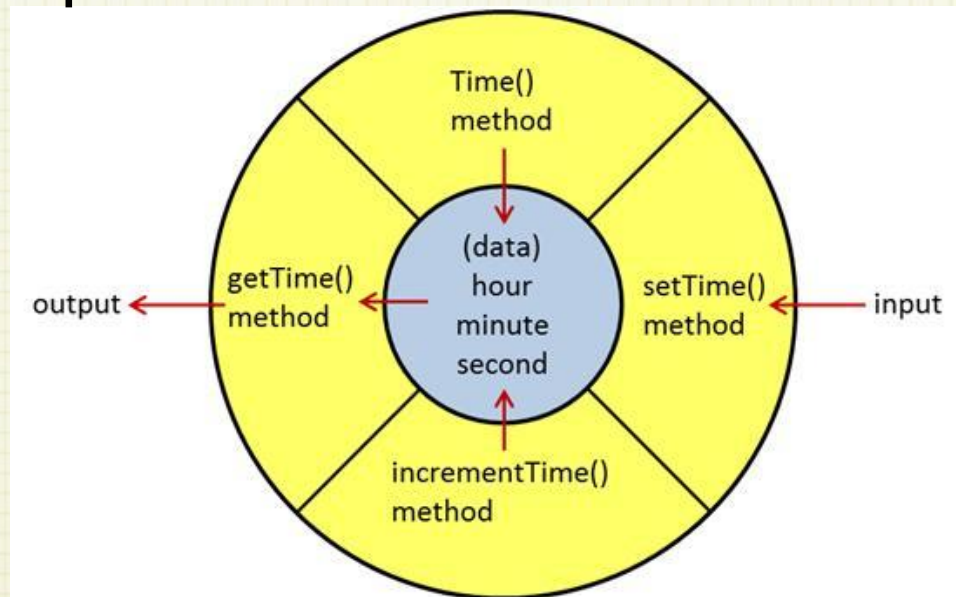 Time()
method
(data)
hour
minute
second
getTime()
method
setTime()
method
output
input
incrementTime()
method